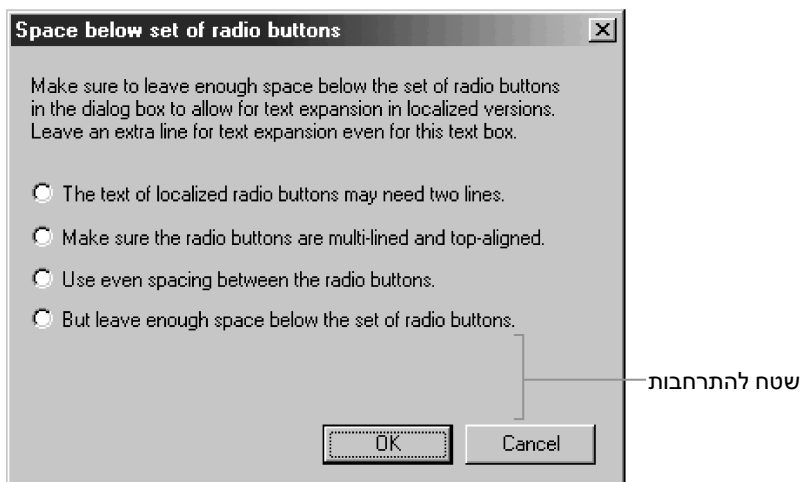 Space below set of radio buttons
Make sure to leave enough space below the set of radio buttons
in the dialog box to allow for text expansion in localized versions.
Leave an extra line for text expansion even for this text box.
The text of localized radio buttons may need two lines.
Make sure the radio buttons are multi-lined and top-aligned.
Use even spacing between the radio buttons.
But leave enough space below the set of radio buttons.
שטח להתרחבות
OK
Cancel